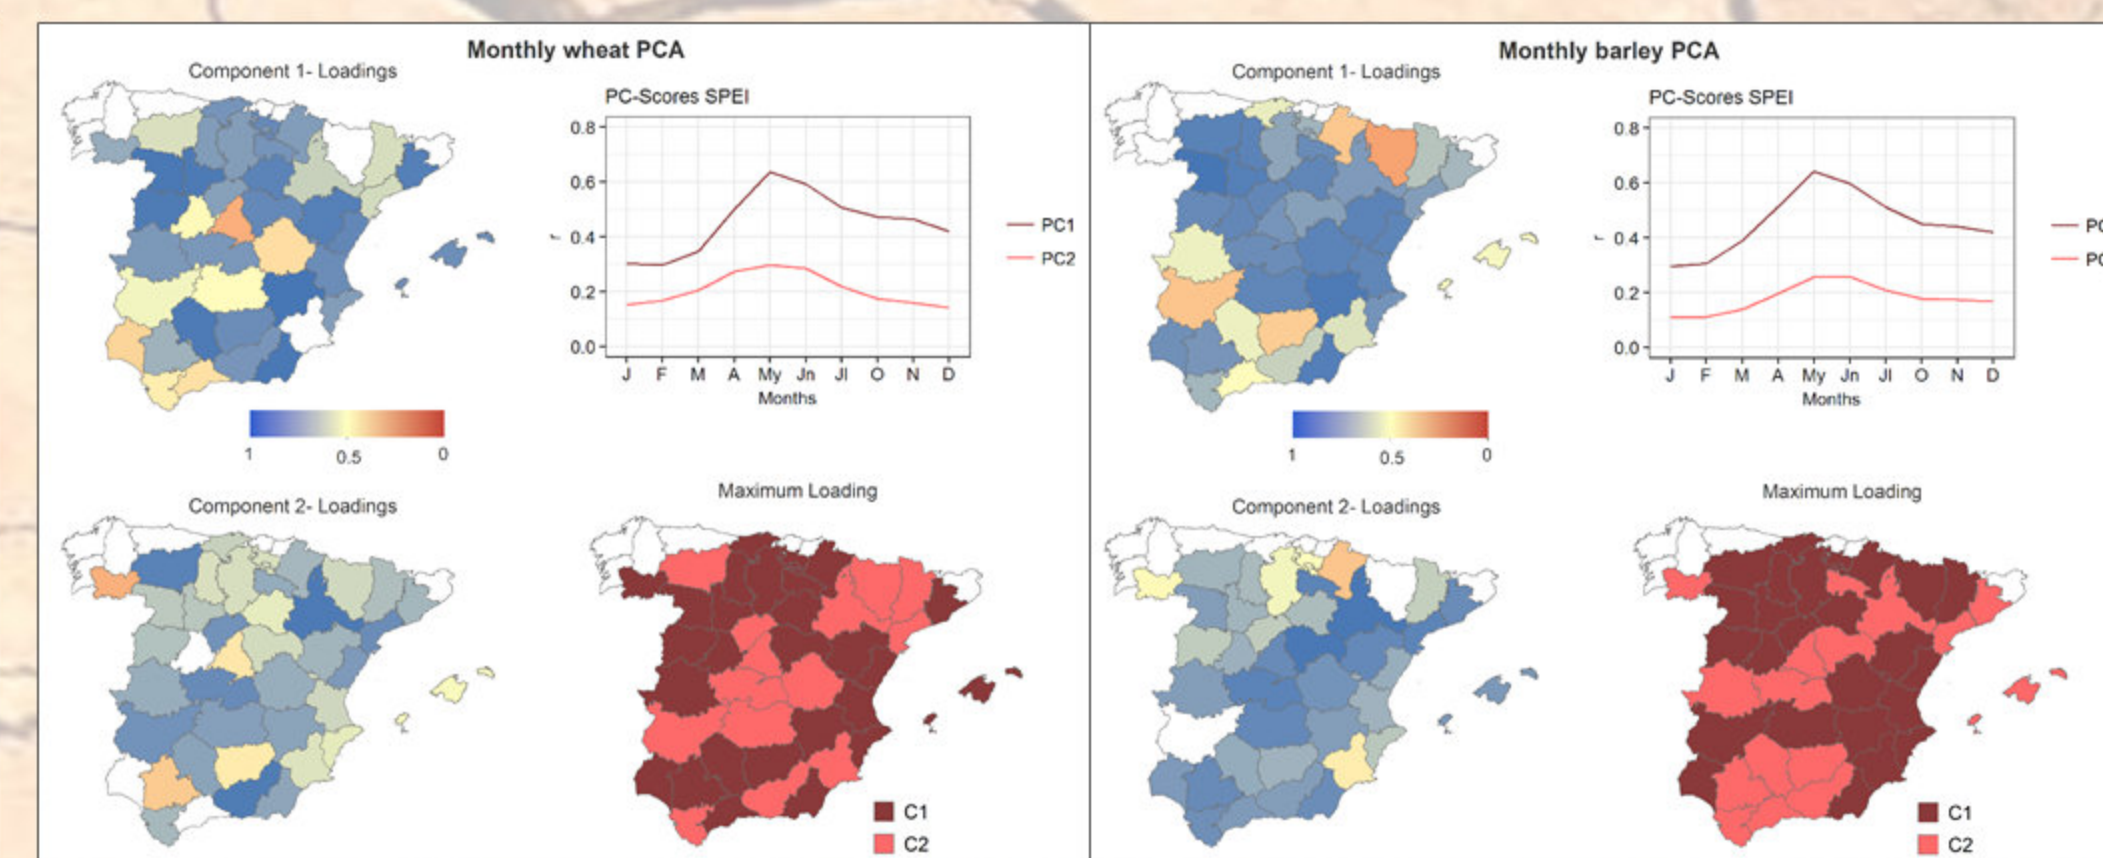 Monthly wheat PCA
Component 1- Loadings
PC-Scores SPEI
0.8
0.6
0.4
0.2
0.0
r
J F M A My Jn Jl O N D
Months
PC1
PC2
1 0.5 0
Component 2- Loadings
Maximum Loading
C1
C2
Monthly barley PCA
Component 1- Loadings
PC-Scores SPEI
0.8
0.6
0.4
0.2
0.0
r
J F M A My Jn Jl O N D
Months
1 0.5 0
Component 2- Loadings
Maximum Loading
C1
C2